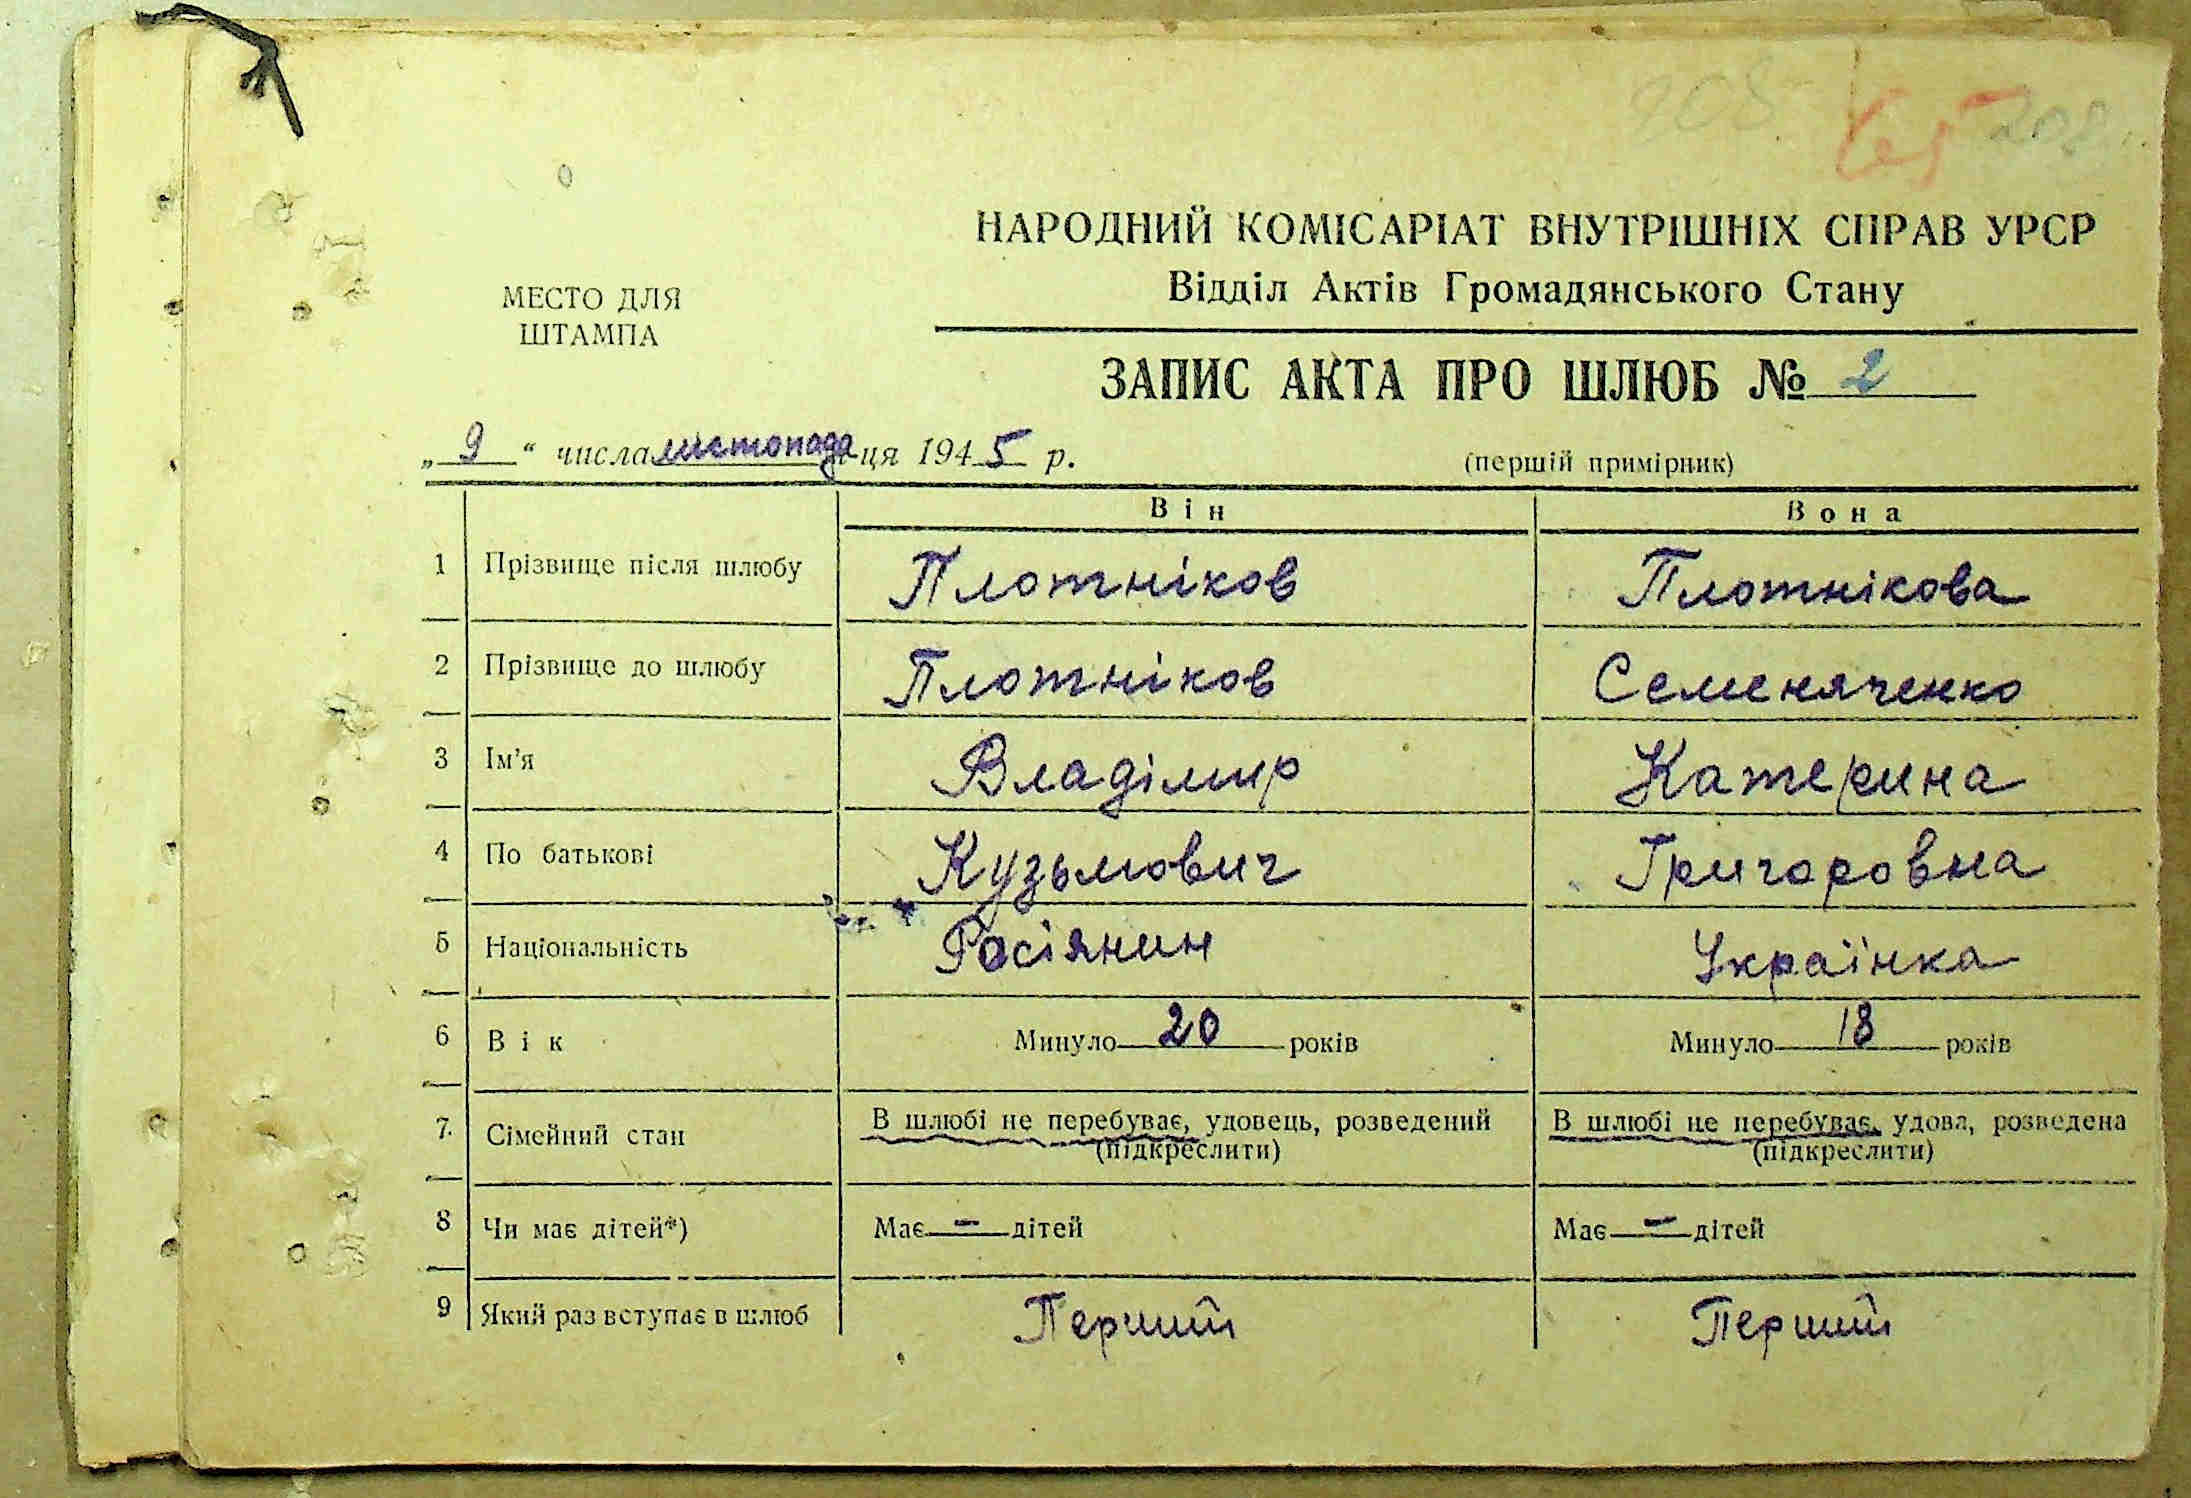 208
НАРОДНИЙ КОМІСАРІАТ ВНУТРІШНІХ СПРАВ УРСР
Відділ Актів Громадянського Стану
МЕСТО ДЛЯ
ШТАМПА
ЗАПИС АКТА ПРО ШЛЮБ № 2
„ 9 “ числа листопада ця 1945 р. (першій примірник)
Він Вона
1 Прізвище після шлюбу Плотніков Плотнікова
2 Прізвище до шлюбу Плотніков Семеняченко
3 Ім'я Владімир Катерина
4 По батькові Кузьмович Григоровна
5 Національність Росіянин Українка
6 Вік Минуло 20 років Минуло 18 років
7. Сімейний стан В шлюбі не перебуває, удовець, розведений В шлюбі не перебуває, удова, розведена
(підкреслити) (підкреслити)
8 Чи має дітей*) Має — дітей Має — дітей
9 Який раз вступає в шлюб Перший Перший